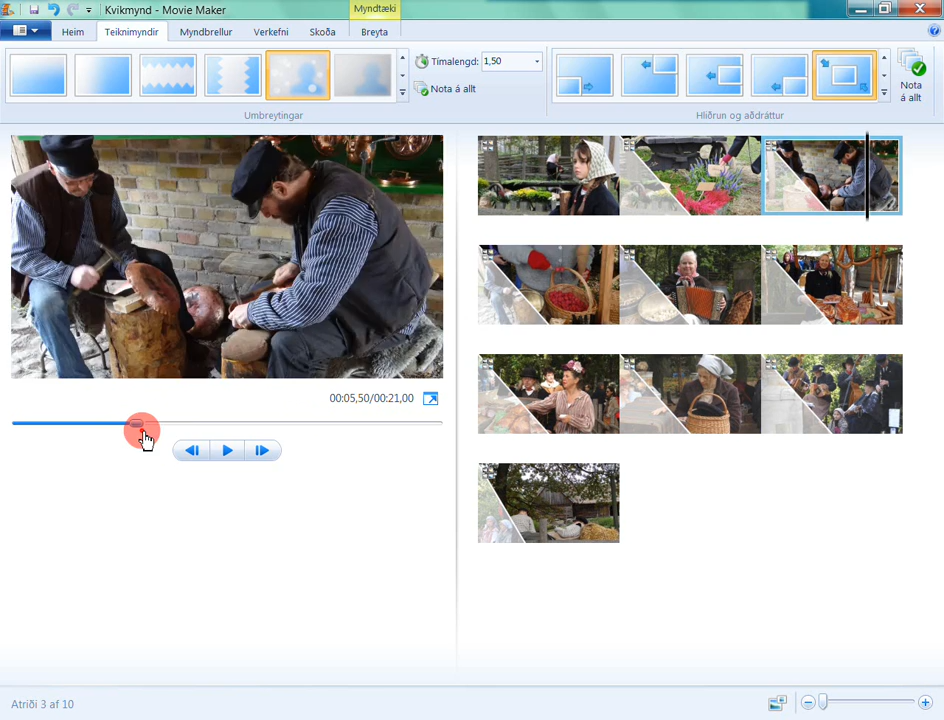 Kvikmynd - Movie Maker
Myndtæki
Heim
Teiknimyndir
Myndbrellur
Verkefni
Skoða
Breyta
Tímalengd:
1,50
Nota á allt
Nota
á allt
Umbreytingar
Hliðrun og aðdráttur
00:05,50/00:21,00
Atriði 3 af 10